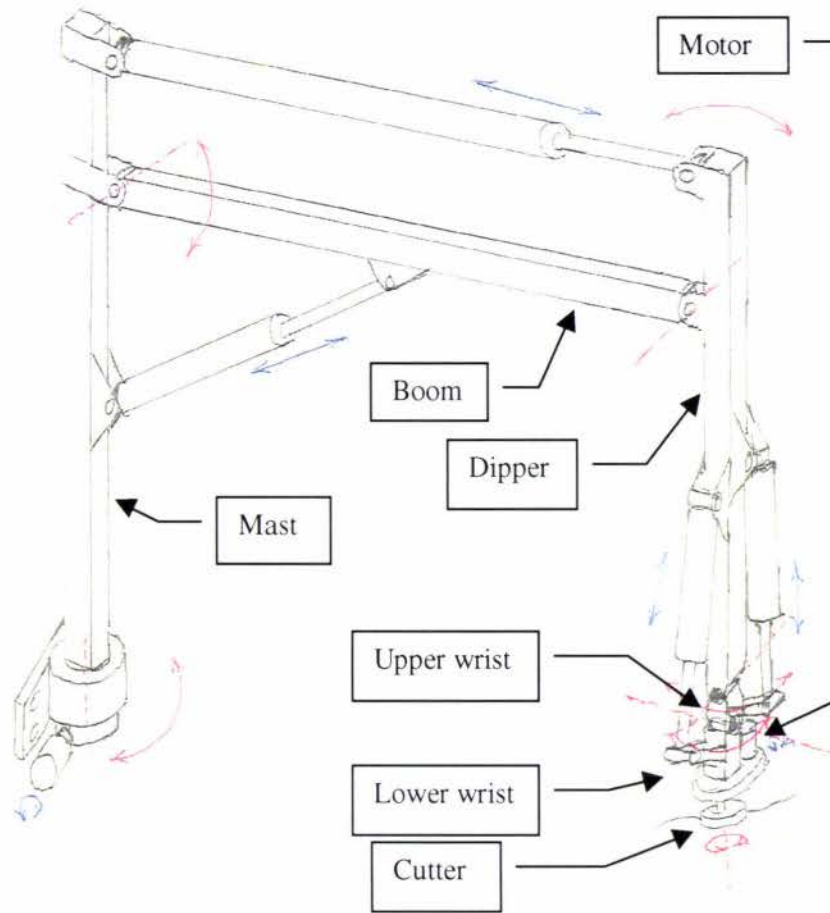 Motor
Boom
Dipper
Mast
Upper wrist
Lower wrist
Cutter